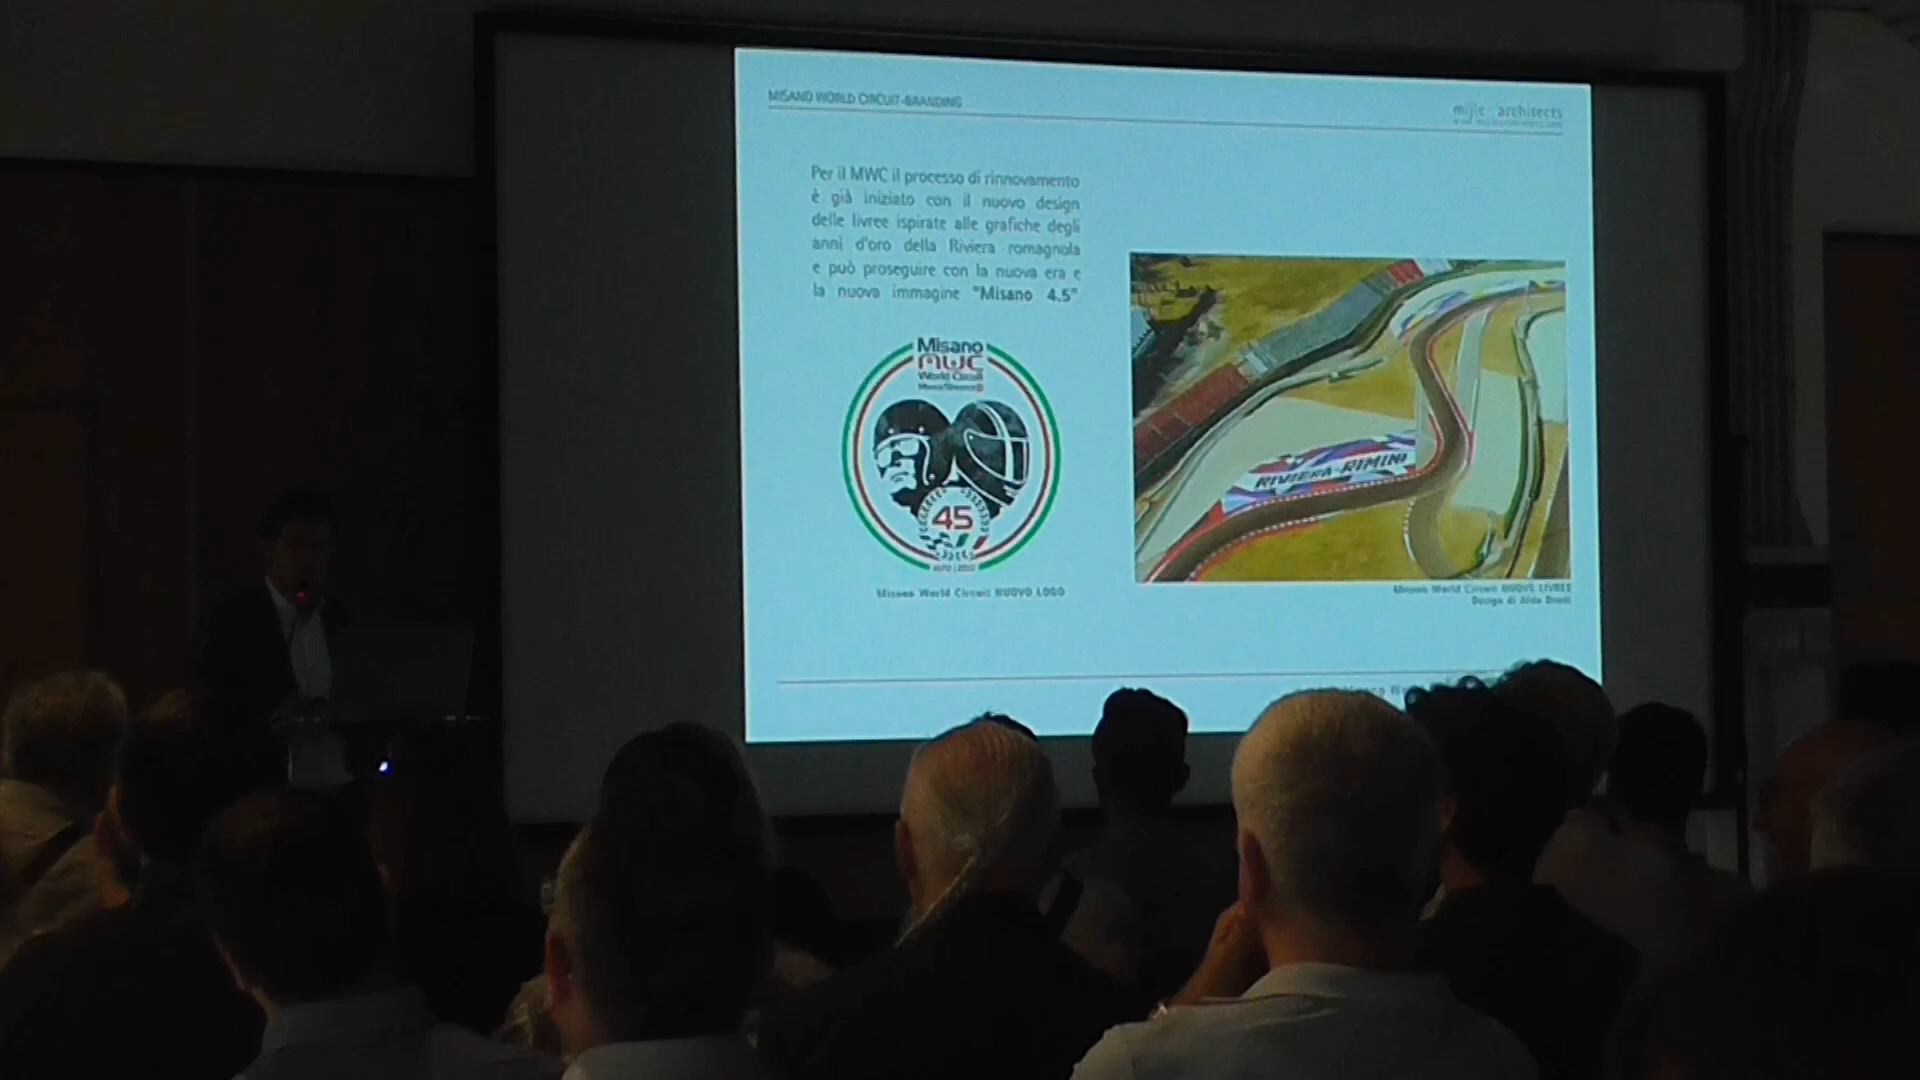 MISANO WORLD CIRCUIT-BRANDING
mijic architects
Per il MWC il processo di rinnovamento
è già iniziato con il nuovo design
delle livree ispirate alle grafiche degli
anni d'oro della Riviera romagnola
e può proseguire con la nuova era e
la nuova immagine "Misano 4.5"
Misano
MWC
World Circuit
45
Misano World Circuit NUOVO LOGO
RIVIERA-RIMINI
Misano World Circuit NUOVE LIVREE
Design di Aldo Drudi